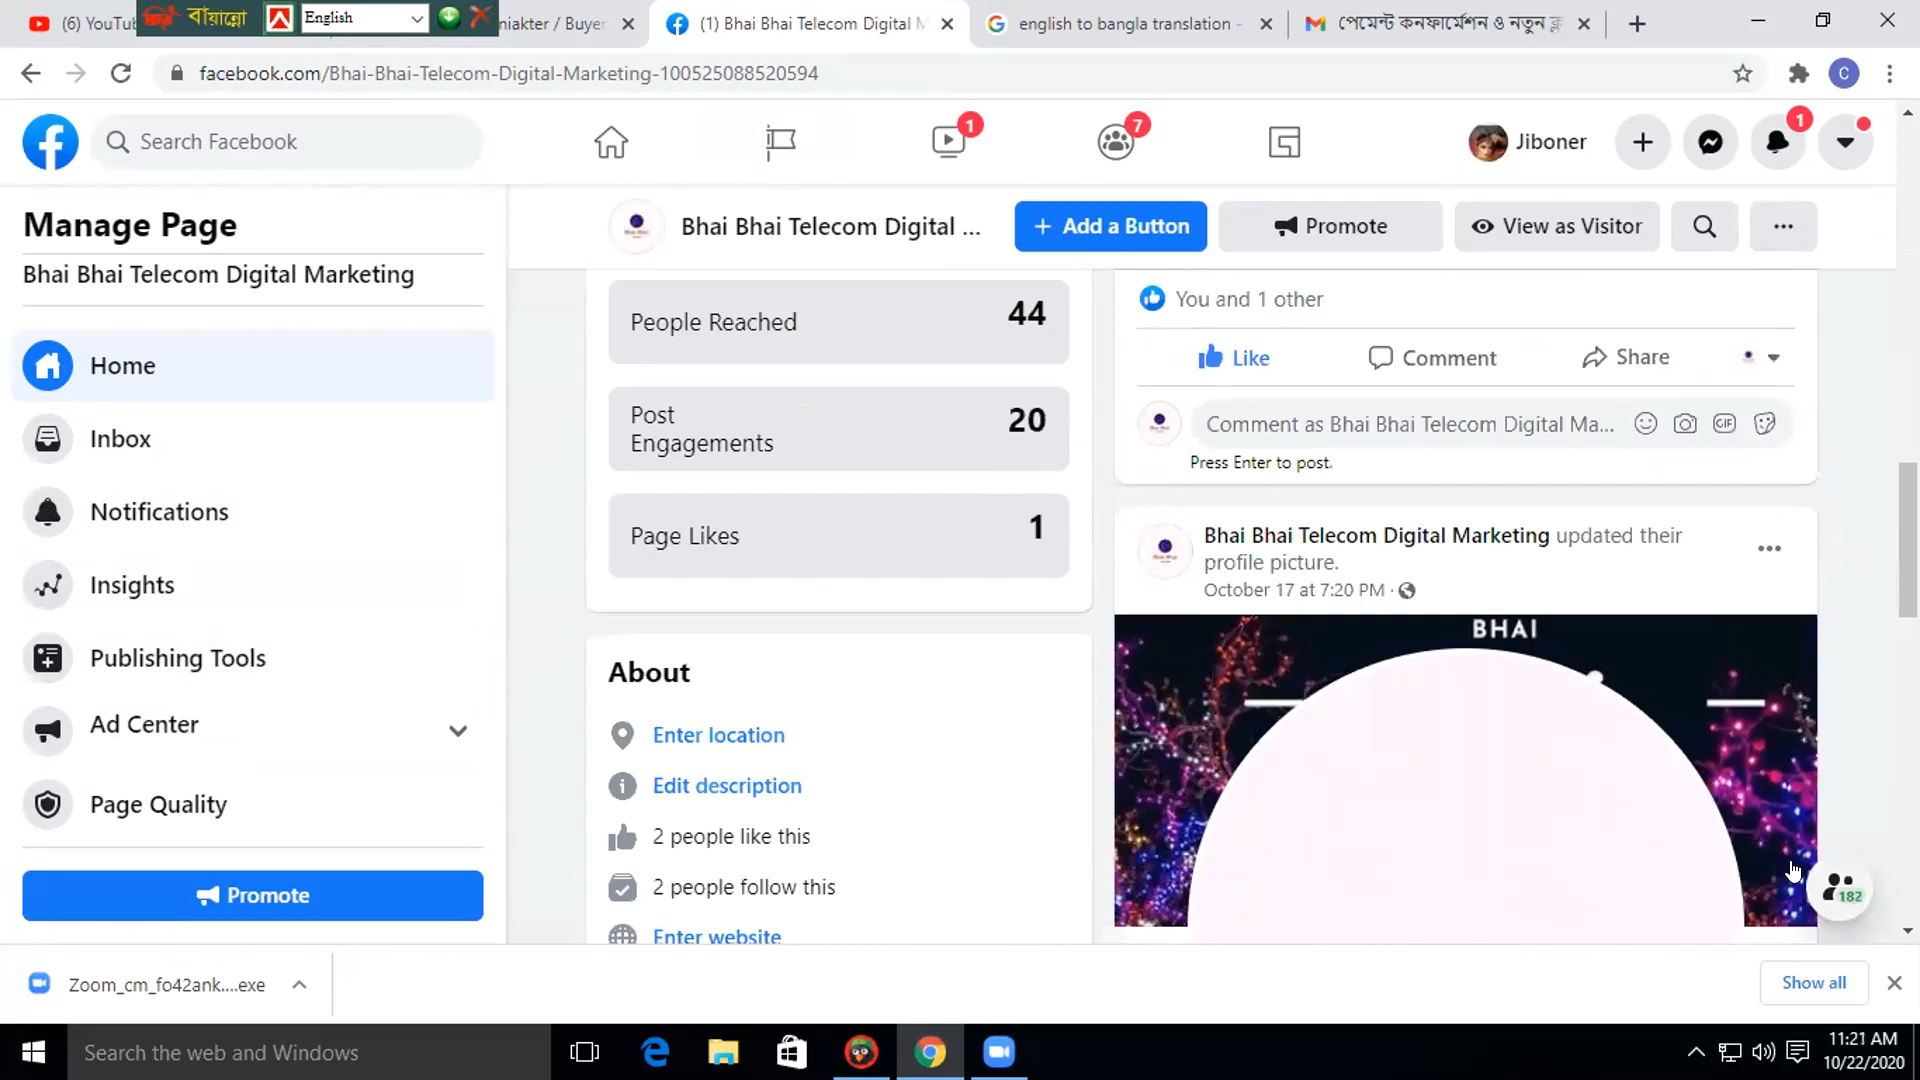 (6) YouTu
বায়ান্নো
English
niakter / Buyer
(1) Bhai Bhai Telecom Digital M
english to bangla translation -
পেমেন্ট কনফার্মেশন ও নতুন ক্ল
facebook.com/Bhai-Bhai-Telecom-Digital-Marketing-100525088520594
C
Search Facebook
1
7
Jiboner
1
Manage Page
Bhai Bhai Telecom Digital Marketing
Home
Inbox
Notifications
Insights
Publishing Tools
Ad Center
Page Quality
Promote
Bhai Bhai Telecom Digital ...
+ Add a Button
Promote
View as Visitor
People Reached
44
Post
Engagements
20
Page Likes
1
About
Enter location
Edit description
2 people like this
2 people follow this
Enter website
You and 1 other
Like
Comment
Share
Comment as Bhai Bhai Telecom Digital Ma...
GIF
Press Enter to post.
Bhai Bhai Telecom Digital Marketing updated their
profile picture.
October 17 at 7:20 PM ·
BHAI
182
Zoom_cm_fo42ank....exe
Show all
Search the web and Windows
11:21 AM
10/22/2020